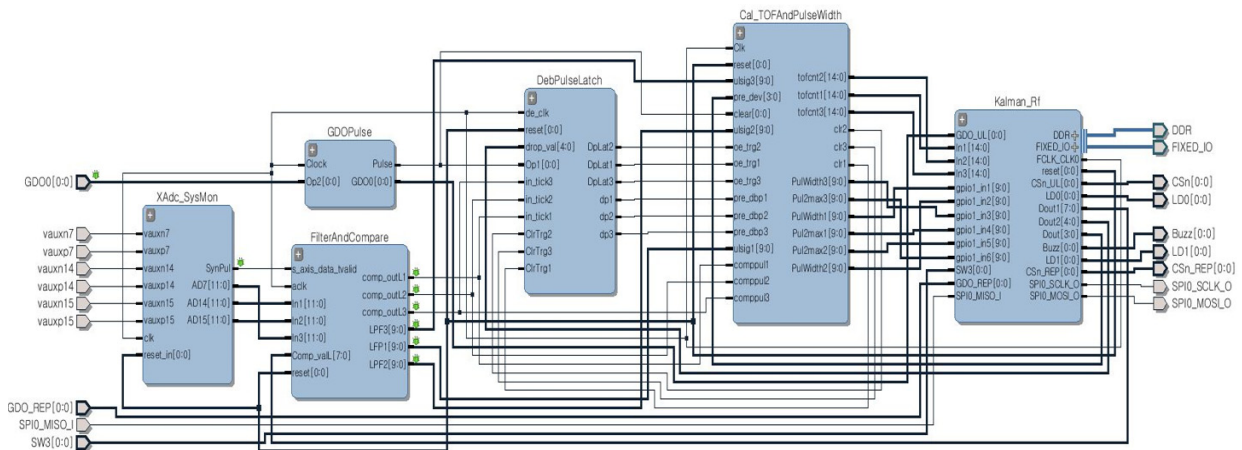 GDO0[0:0]
vauxn7
vauxp7
vauxn14
vauxp14
vauxn15
vauxp15
GDO_REP[0:0]
SPI0_MISO_I
SW3[0:0]
XAdc_SysMon
vauxn7
vauxp7
vauxn14
vauxp14
vauxn15
vauxp15
clk
reset_in[0:0]
SynPul
AD7[11:0]
AD14[11:0]
AD15[11:0]
GDOPulse
Clock
Op2[0:0]
Pulse
GDO0[0:0]
FilterAndCompare
s_axis_data_tvalid
aclk
In1[11:0]
In2[11:0]
In3[11:0]
Comp_valL[7:0]
reset[0:0]
comp_outL1
comp_outL2
comp_outL3
LPF3[9:0]
LFP1[9:0]
LPF2[9:0]
DebPulseLatch
de_clk
reset[0:0]
drop_val[4:0]
Op1[0:0]
in_tick3
in_tick1
in_tick2
ClrTrg2
ClrTrg3
ClrTrg1
DpLat2
DpLat1
DpLat3
dp1
dp2
dp3
Cal_TOFAndPulseWidth
Clk
reset[0:0]
ulsig3[9:0]
pre_dev[3:0]
clear[0:0]
ulsig2[9:0]
oe_trg2
oe_trg1
oe_trg3
pre_dbp1
pre_dbp2
pre_dbp3
ulsig1[9:0]
comppul1
comppul2
compul3
tofcnt2[14:0]
tofcnt1[14:0]
tofcnt3[14:0]
clr2
clr3
clr1
PulWidth3[9:0]
Pul2max3[9:0]
PulWidth1[9:0]
Pul2max1[9:0]
Pul2max2[9:0]
PulWidth2[9:0]
Kalman_Rf
GDO_UL[0:0]
In1[14:0]
In2[14:0]
In3[14:0]
gpio1_in1[9:0]
gpio1_in2[9:0]
gpio1_in3[9:0]
gpio1_in4[9:0]
gpio1_in5[9:0]
gpio1_in6[9:0]
SW3[0:0]
GDO_REP[0:0]
SPI0_MISO_I
DDR
FIXED_IO
FCLK_CLK0
reset[0:0]
CSn_UL[0:0]
LD0[0:0]
Dout1[7:0]
Dout2[4:0]
Dout[3:0]
Buzz[0:0]
LD1[0:0]
CSn_REP[0:0]
SPI0_SCLK_O
SPI0_MOSI_O
DDR
FIXED_IO
CSn[0:0]
LD0[0:0]
Buzz[0:0]
LD1[0:0]
CSn_REP[0:0]
SPI0_SCLK_O
SPI0_MOSI_O